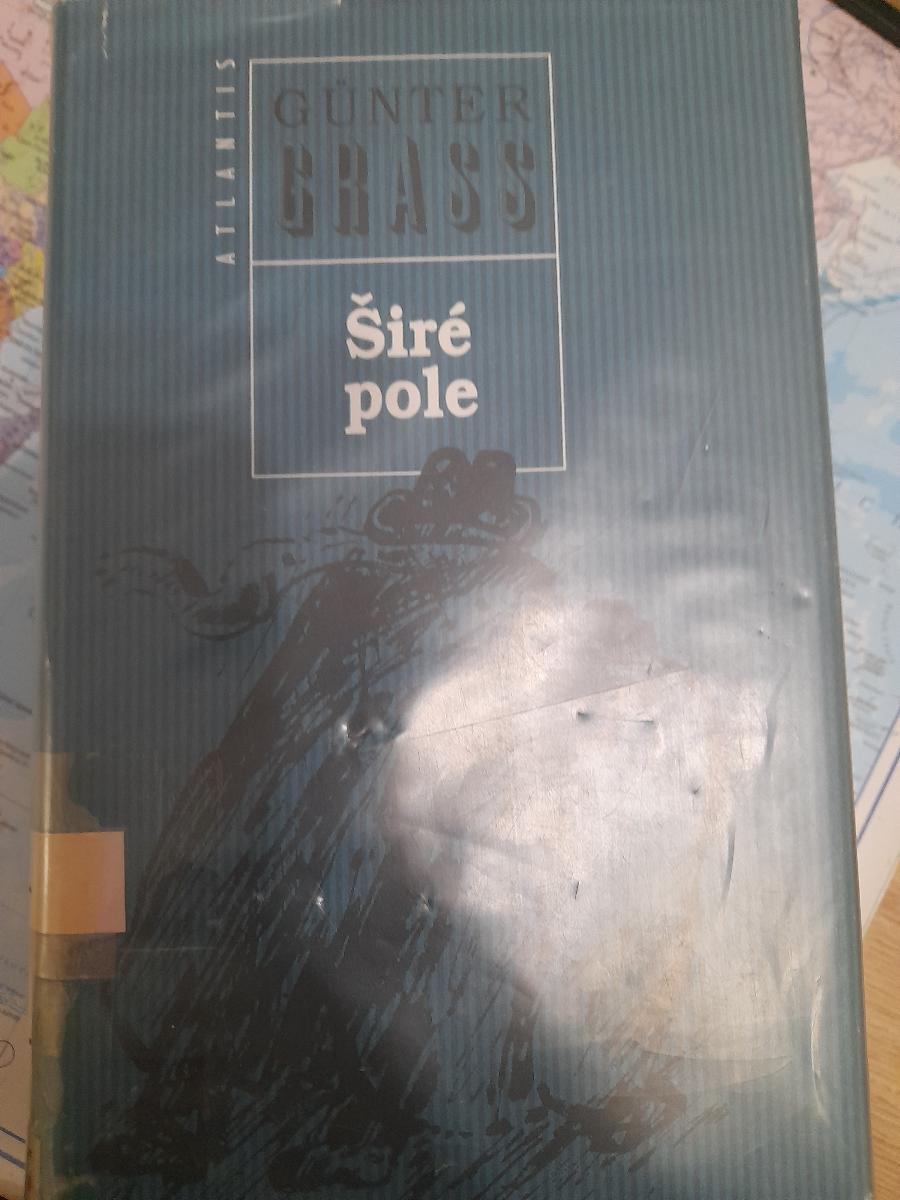 ATLANTIS
GÜNTER
GRASS
Širé
pole